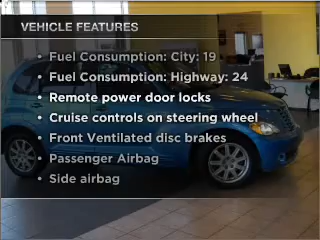 VEHICLE FEATURES
• Fuel Consumption: City: 19
• Fuel Consumption: Highway: 24
• Remote power door locks
• Cruise controls on steering wheel
• Front Ventilated disc brakes
• Passenger Airbag
• Side airbag